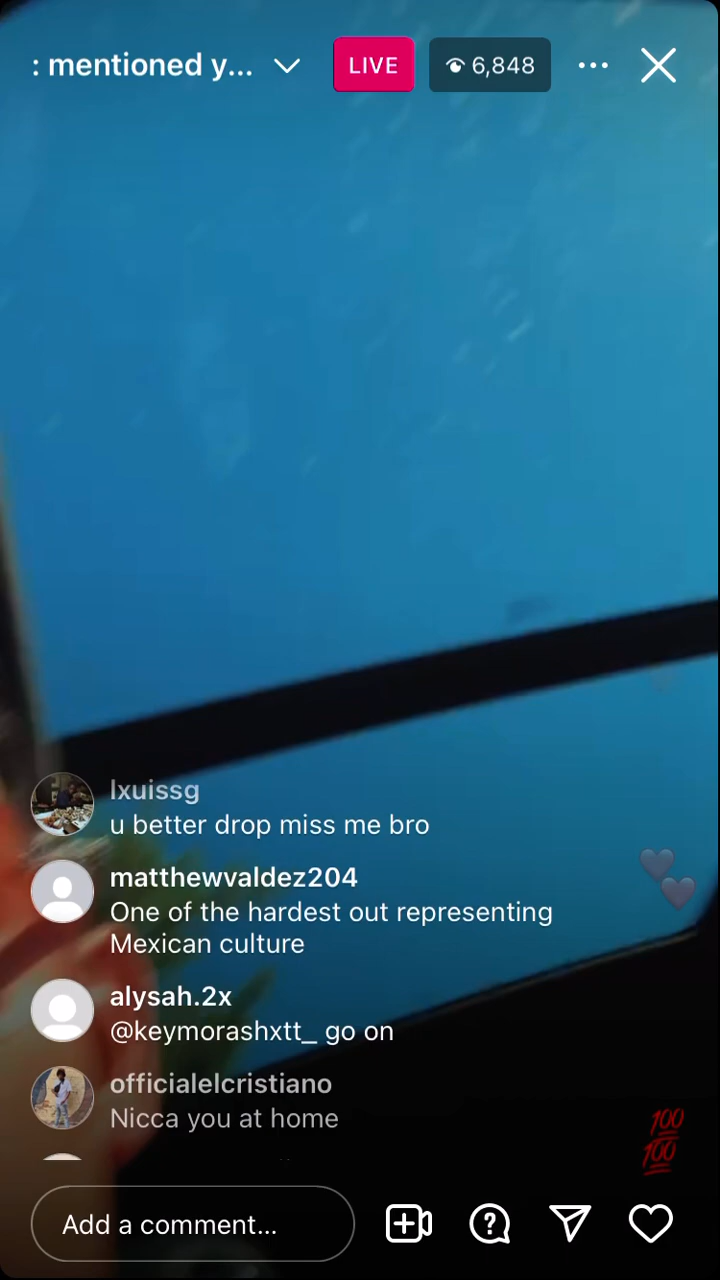 : mentioned y...
LIVE
6,848
lxuissg
u better drop miss me bro
matthewvaldez204
One of the hardest out representing
Mexican culture
alysah.2x
@keymorashxtt_ go on
officialelcristiano
Nicca you at home
💯
💯
Add a comment...